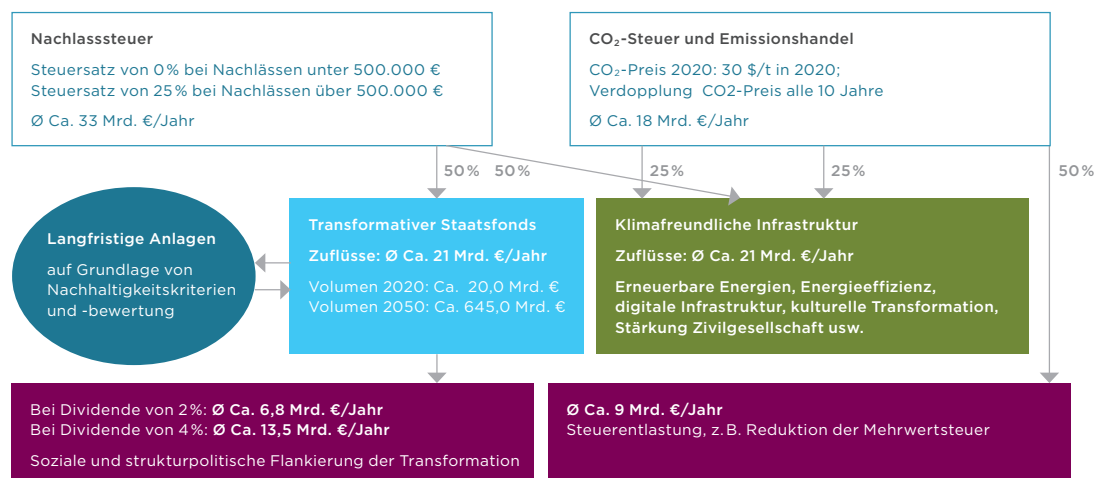 Nachlasssteuer
Steuersatz von 0 % bei Nachlässen unter 500.000 €
Steuersatz von 25 % bei Nachlässen über 500.000 €
Ø Ca. 33 Mrd. €/Jahr
CO₂-Steuer und Emissionshandel
CO₂-Preis 2020: 30 $/t in 2020;
Verdopplung CO2-Preis alle 10 Jahre
Ø Ca. 18 Mrd. €/Jahr
50 %
50 %
25 %
25 %
50 %
Langfristige Anlagen
auf Grundlage von
Nachhaltigkeitskriterien
und -bewertung
Transformativer Staatsfonds
Zuflüsse: Ø Ca. 21 Mrd. €/Jahr
Volumen 2020: Ca. 20,0 Mrd. €
Volumen 2050: Ca. 645,0 Mrd. €
Klimafreundliche Infrastruktur
Zuflüsse: Ø Ca. 21 Mrd. €/Jahr
Erneuerbare Energien, Energieeffizienz,
digitale Infrastruktur, kulturelle Transformation,
Stärkung Zivilgesellschaft usw.
Bei Dividende von 2 %: Ø Ca. 6,8 Mrd. €/Jahr
Bei Dividende von 4 %: Ø Ca. 13,5 Mrd. €/Jahr
Soziale und strukturpolitische Flankierung der Transformation
Ø Ca. 9 Mrd. €/Jahr
Steuerentlastung, z. B. Reduktion der Mehrwertsteuer